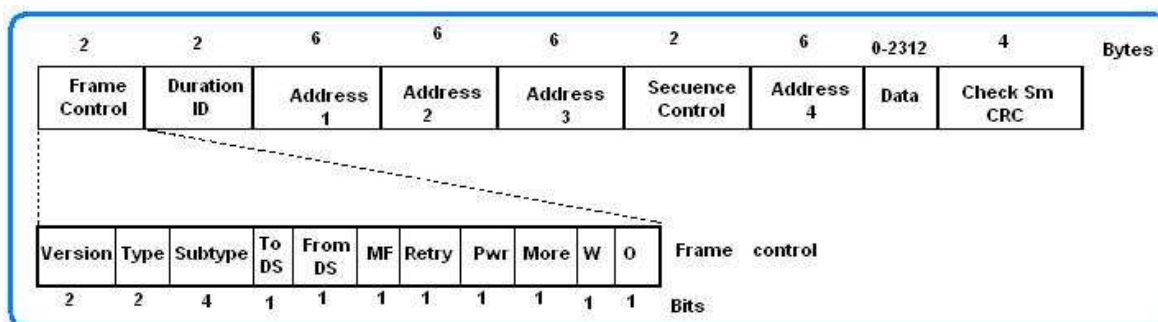 2 2 6 6 6 2 6 0-2312 4 Bytes
Frame Control Duration ID Address 1 Address 2 Address 3 Secuence Control Address 4 Data Check Sm CRC
Version Type Subtype To DS From DS MF Retry Pwr More W O Frame control
2 2 4 1 1 1 1 1 1 1 1 Bits